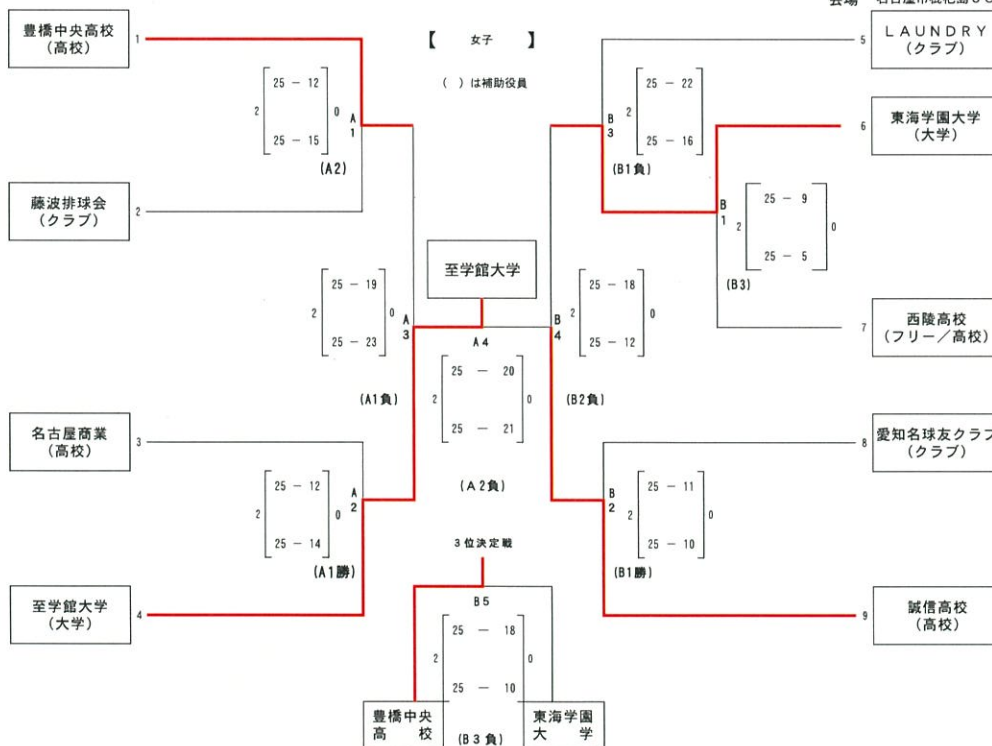 会場
豊橋中央高校
(高校)
1
【 女子 】
( )は補助役員
5
LAUNDRY
(クラブ)
2
25 － 12
25 － 15
0
A
1
(A2)
B
3
2
25 － 22
25 － 16
(B1負)
6
東海学園大学
(大学)
藤波排球会
(クラブ)
2
B
1
2
25 － 9
25 － 5
0
(B3)
至学館大学
2
25 － 19
25 － 23
0
A
3
(A1負)
B
4
2
25 － 18
25 － 12
0
(B2負)
7
西陵高校
(フリー／高校)
A4
2
25 － 20
25 － 21
0
(A2負)
名古屋商業
(高校)
3
8
愛知名球友クラブ
(クラブ)
2
25 － 12
25 － 14
0
A
2
(A1勝)
B
2
2
25 － 11
25 － 10
0
(B1勝)
至学館大学
(大学)
4
9
誠信高校
(高校)
3位決定戦
B5
2
25 － 18
25 － 10
0
(B3負)
豊橋中央
高　校
東海学園
大　学